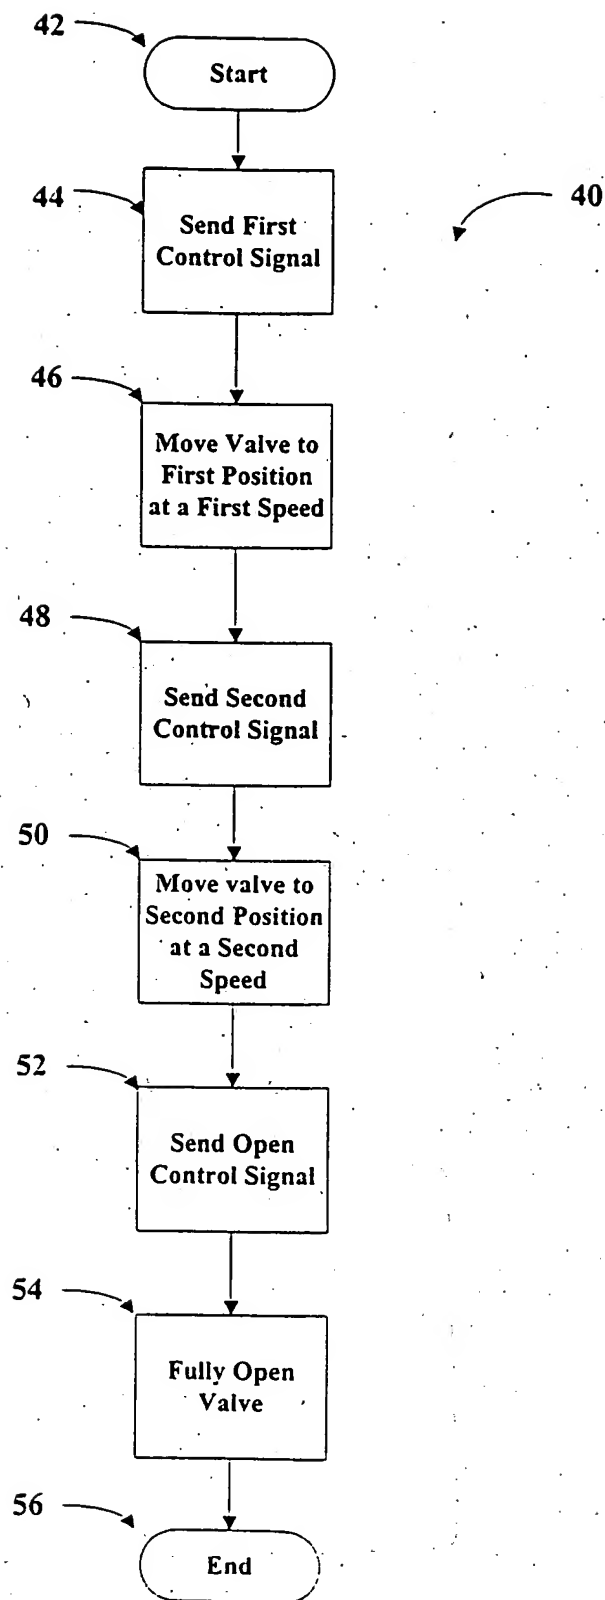 42
Start
44
40
Send First
Control Signal
46
Move Valve to
First Position
at a First Speed
48
Send Second
Control Signal
50
Move valve to
Second Position
at a Second
Speed
52
Send Open
Control Signal
54
Fully Open
Valve
56
End